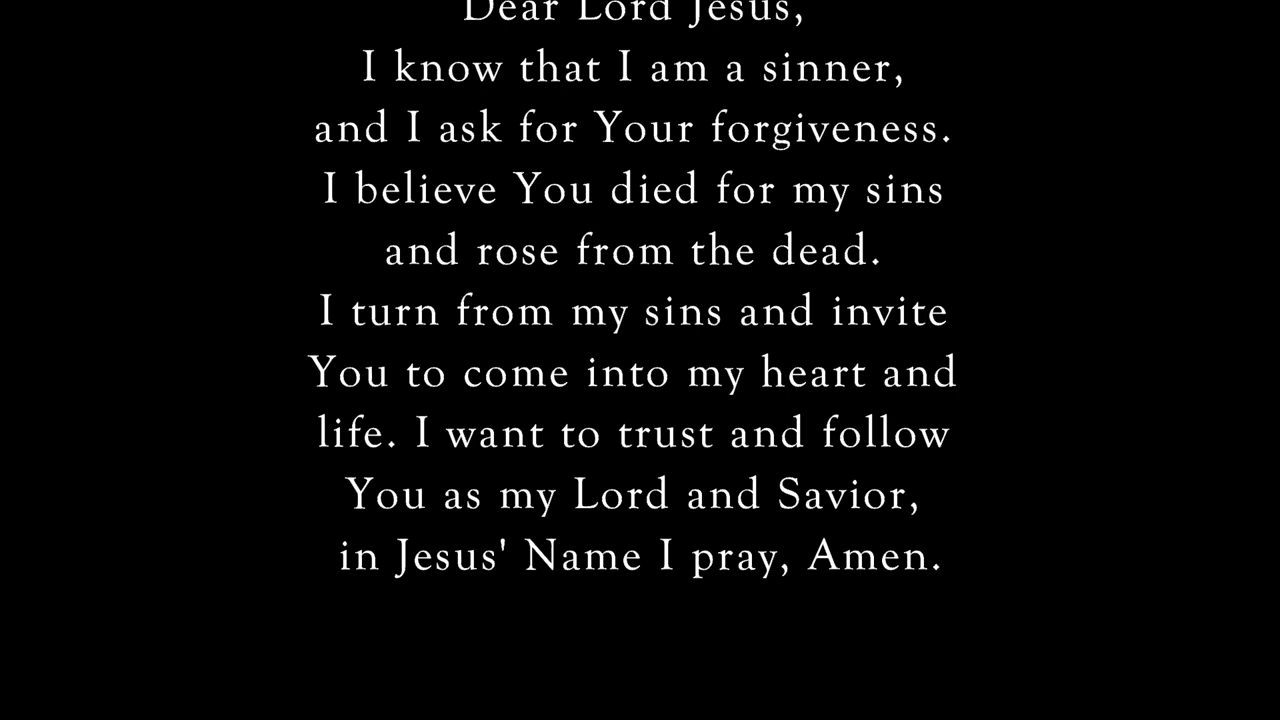 Dear Lord Jesus,
I know that I am a sinner,
and I ask for Your forgiveness.
I believe You died for my sins
and rose from the dead.
I turn from my sins and invite
You to come into my heart and
life. I want to trust and follow
You as my Lord and Savior,
in Jesus' Name I pray, Amen.